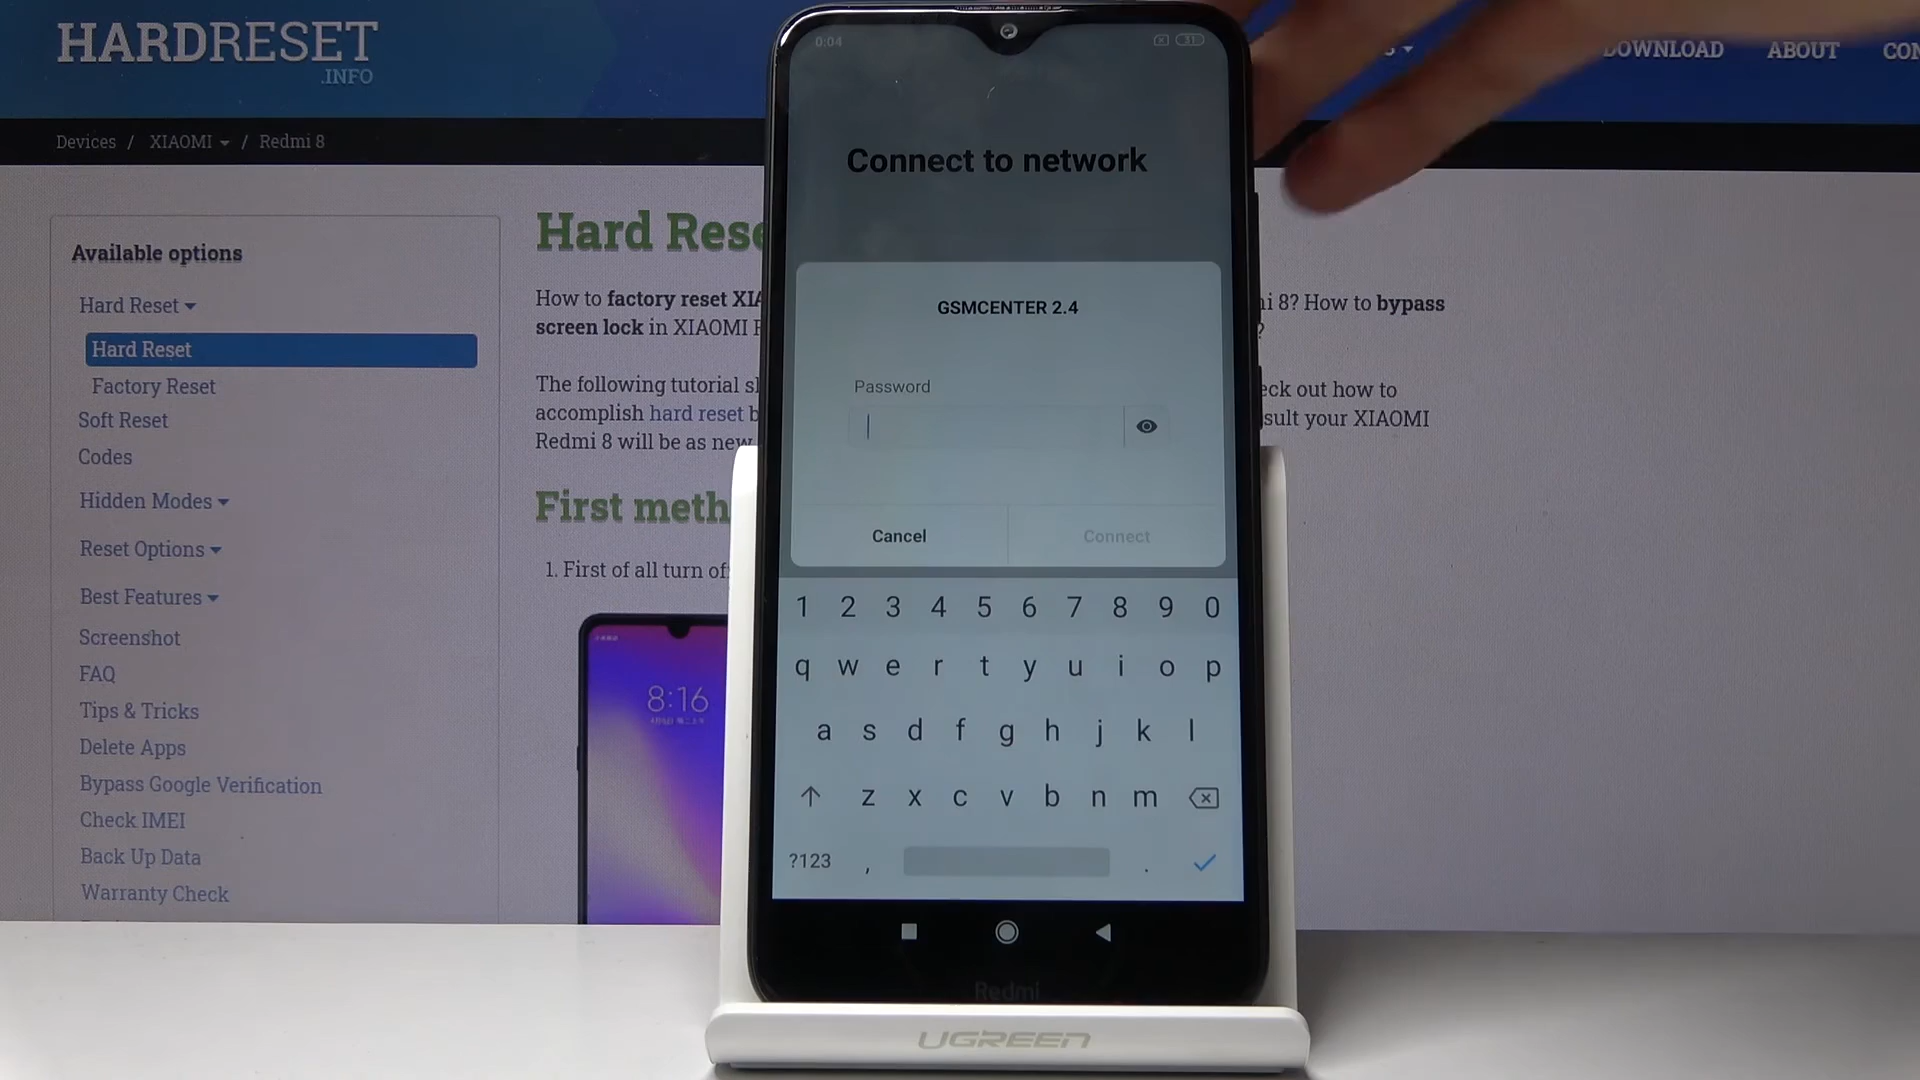 HARDRESET
.INFO
DOWNLOAD ABOUT
Devices / XIAOMI / Redmi 8
Available options
Hard Reset
Hard Reset
Factory Reset
Soft Reset
Codes
Hidden Modes
Reset Options
Best Features
Screenshot
FAQ
Tips & Tricks
Delete Apps
Bypass Google Verification
Check IMEI
Back Up Data
Warranty Check
Hard
How to factory reset
8? How to bypass
screen lock in XIAOMI
The following tutorial
out how to
accomplish hard reset
your XIAOMI
Redmi 8 will be as new
First
1. First of all turn
8:16
0:04
31
Connect to network
GSMCENTER 2.4
Password
Cancel Connect
1 2 3 4 5 6 7 8 9 0
q w e r t y u i o p
a s d f g h j k l
z x c v b n m
?123 , .
Redmi
UGREEN